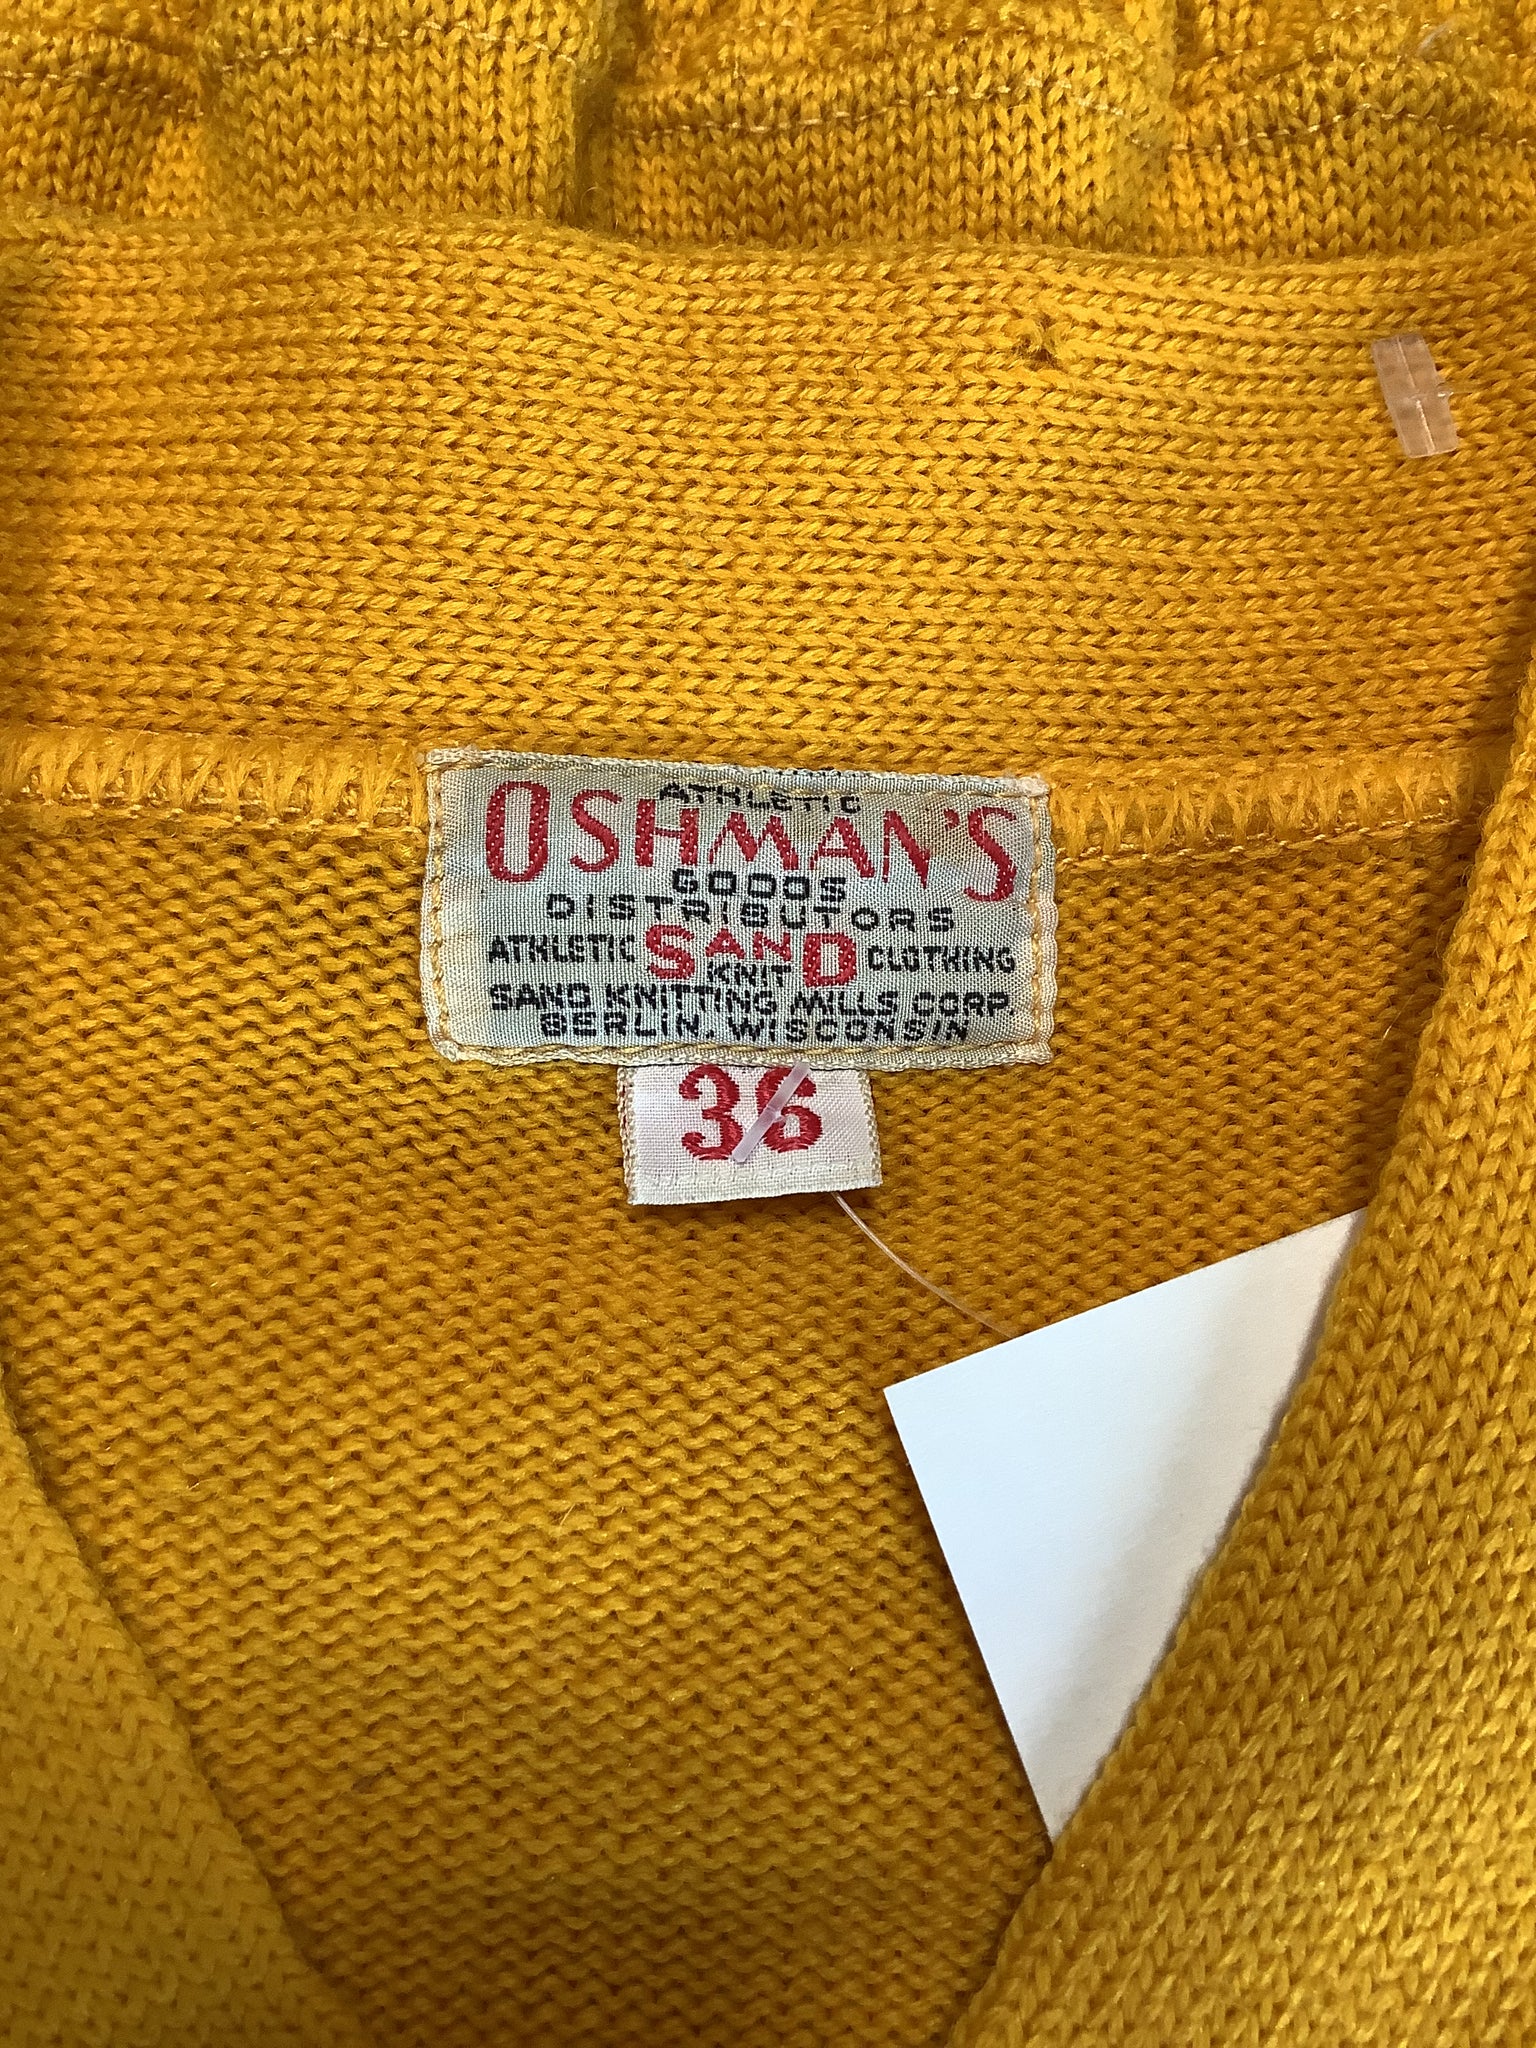 ATHLETIC
OSHMAN'S
GOODS
DISTRIBUTORS
ATHLETIC SAND CLOTHING
KNIT
SAND KNITTING MILLS CORP.
BERLIN, WISCONSIN
36